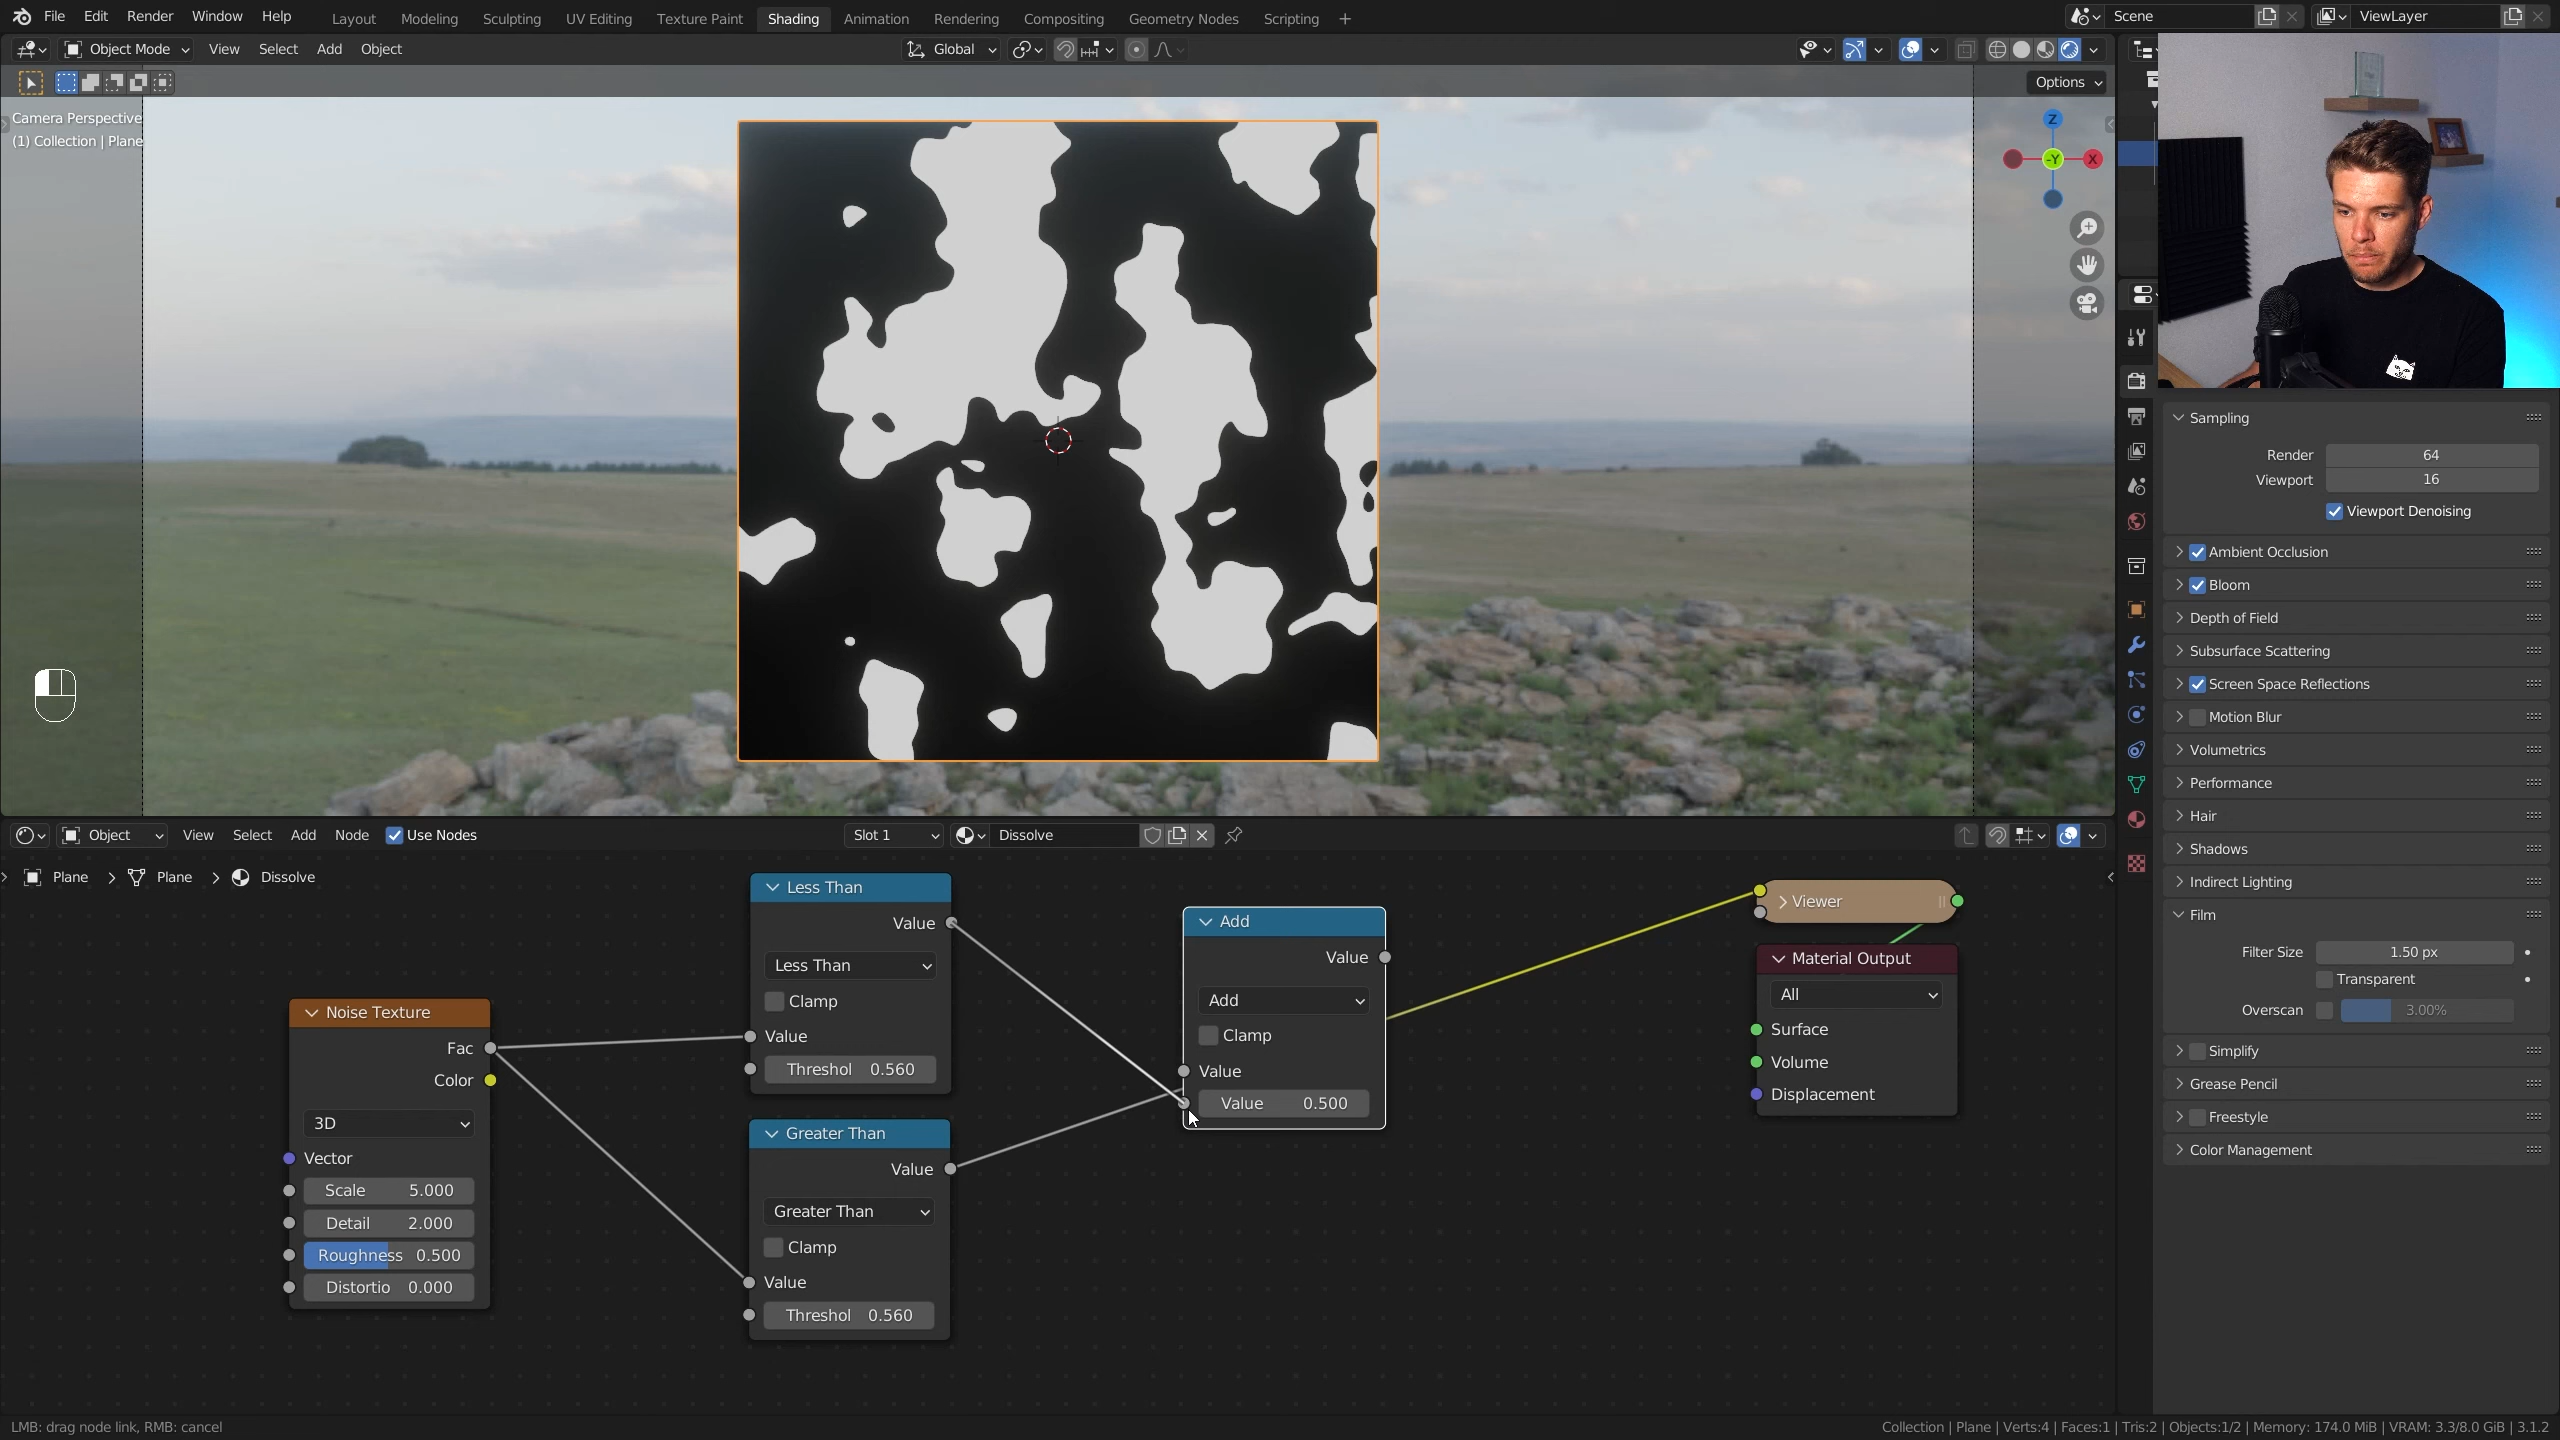 File Edit Render Window Help Layout Modeling Sculpting UV Editing Texture Paint Shading Animation Rendering Compositing Geometry Nodes Scripting + Scene ViewLayer
Object Mode View Select Add Object Global
Options
Camera Perspective
(1) Collection | Plane
Z
-Y X
Sampling
Render 64
Viewport 16
Viewport Denoising
Ambient Occlusion
Bloom
Depth of Field
Subsurface Scattering
Screen Space Reflections
Motion Blur
Volumetrics
Performance
Hair
Shadows
Indirect Lighting
Film
Filter Size 1.50 px
Transparent
Overscan 3.00%
Simplify
Grease Pencil
Freestyle
Color Management
Object View Select Add Node Use Nodes Slot 1 Dissolve
Plane Plane Dissolve
Noise Texture
Fac
Color
3D
Vector
Scale 5.000
Detail 2.000
Roughness 0.500
Distortio 0.000
Less Than
Value
Less Than
Clamp
Value
Threshol 0.560
Greater Than
Value
Greater Than
Clamp
Value
Threshol 0.560
Add
Value
Add
Clamp
Value
Value 0.500
Viewer
Material Output
All
Surface
Volume
Displacement
LMB: drag node link, RMB: cancel
Collection | Plane | Verts:4 | Faces:1 | Tris:2 | Objects:1/2 | Memory: 174.0 MiB | VRAM: 3.3/8.0 GiB | 3.1.2